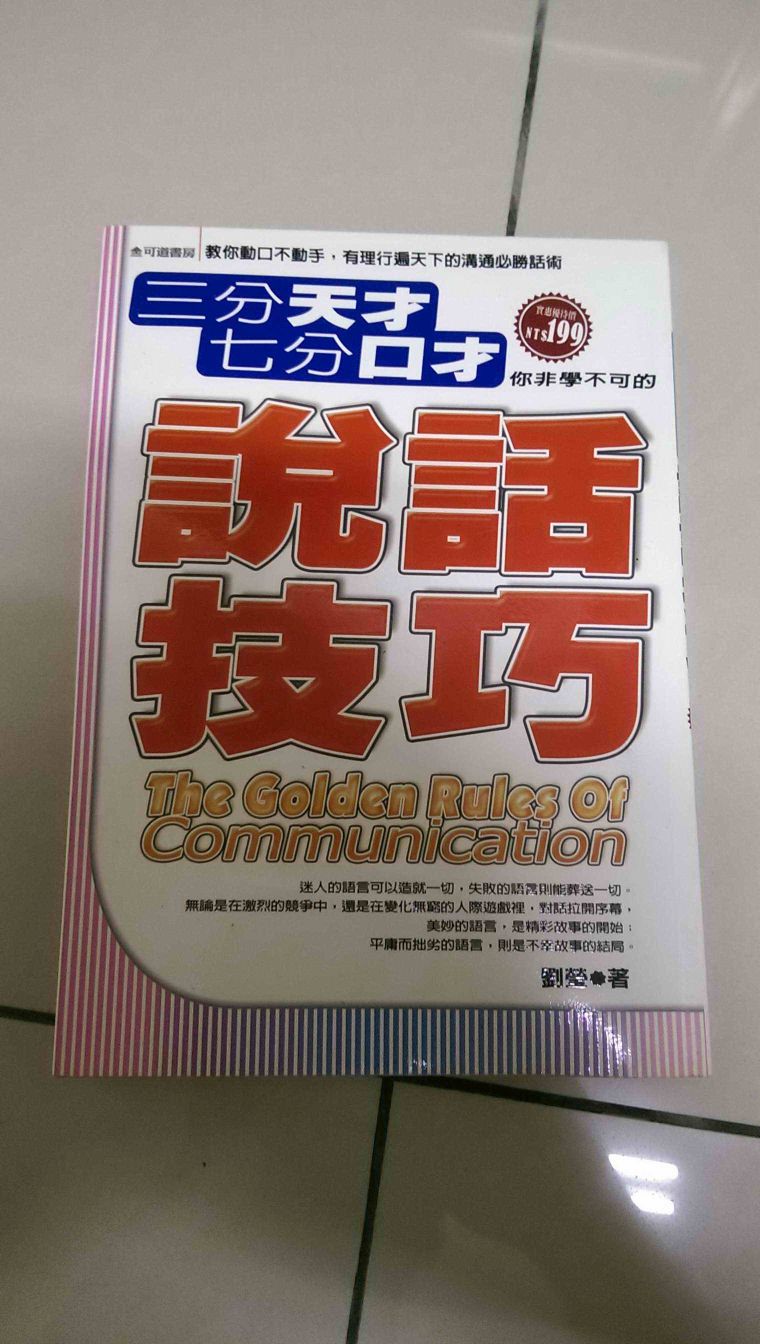 金可道書房 教你動口不動手，有理行遍天下的溝通必勝話術
三分天才
七分口才
實惠優待價
NT$199
你非學不可的
說話
技巧
The Golden Rules Of
Communication
迷人的語言可以造就一切，失敗的語言則能葬送一切。
無論是在激烈的競爭中，還是在變化無窮的人際遊戲裡，對話拉開序幕，
美妙的語言，是精彩故事的開始；
平庸而拙劣的語言，則是不幸故事的結局。
劉瑩 著